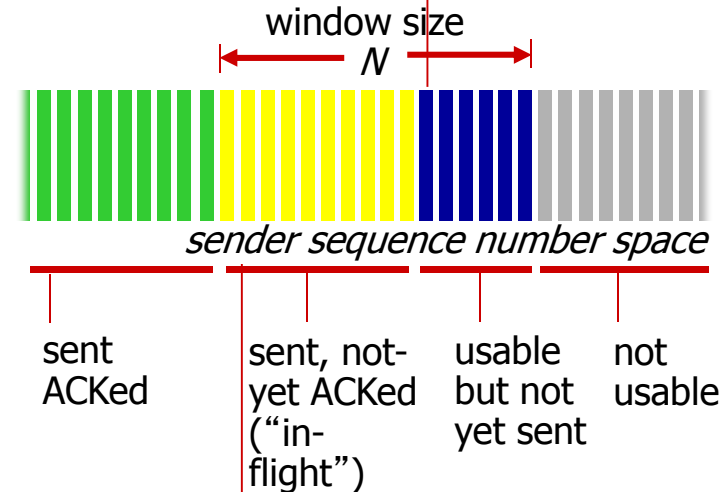 window size
N
sender sequence number space
sent
ACKed
sent, not-
yet ACKed
(“in-
flight”)
usable
but not
yet sent
not
usable